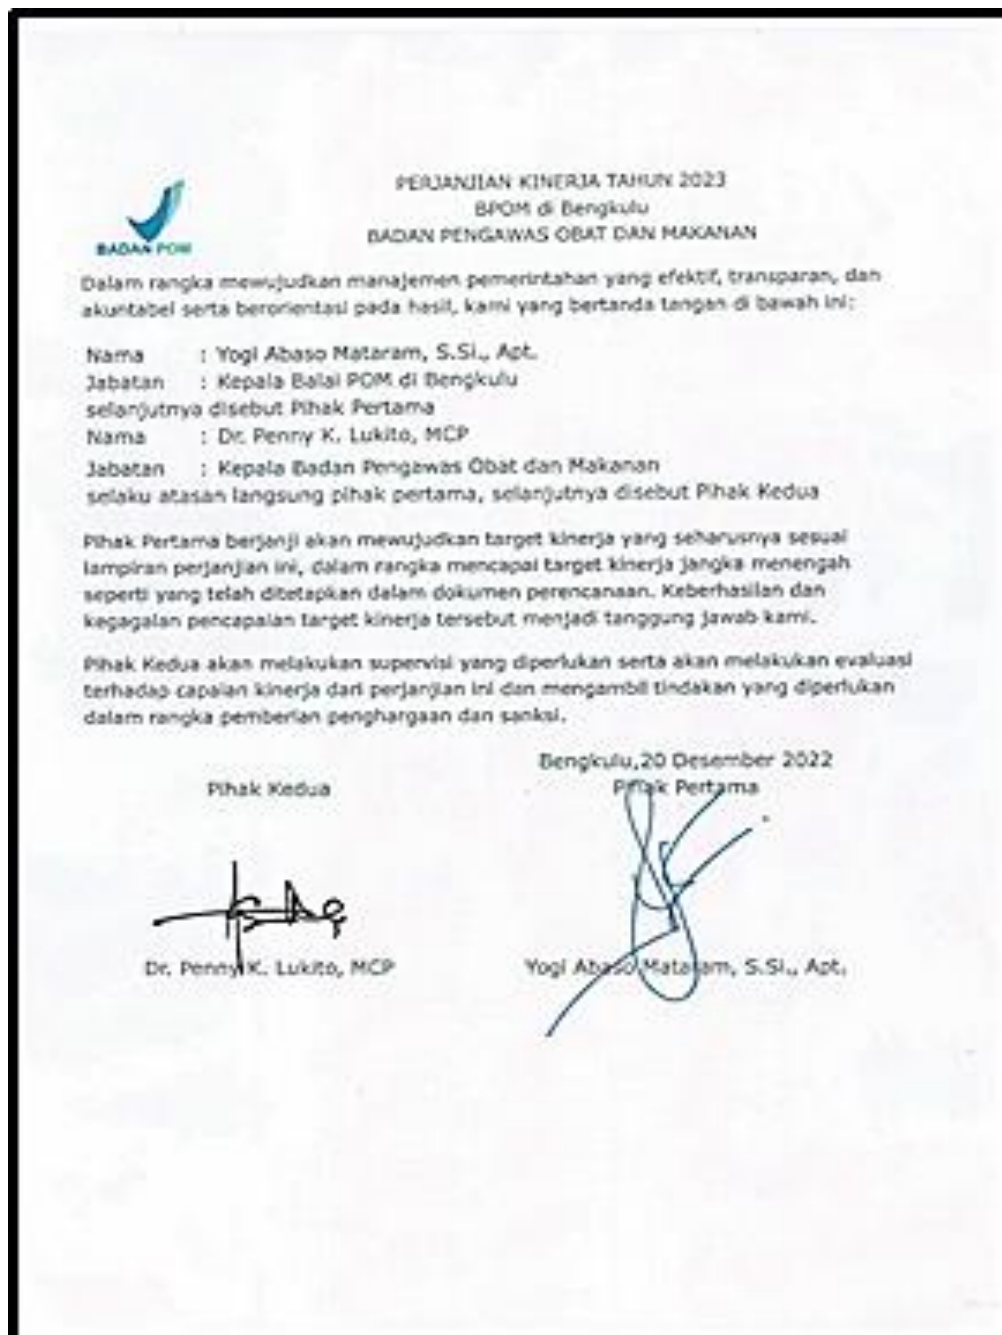 PERJANJIAN KINERJA TAHUN 2023
BPOM di Bengkulu
BADAN PENGAWAS OBAT DAN MAKANAN
BADAN POM
Dalam rangka mewujudkan manajemen pemerintahan yang efektif, transparan, dan
akuntabel serta berorientasi pada hasil, kami yang bertanda tangan di bawah ini:
Nama : Yogi Abaso Mataram, S.Si., Apt.
Jabatan : Kepala Balai POM di Bengkulu
selanjutnya disebut Pihak Pertama
Nama : Dr. Penny K. Lukito, MCP
Jabatan : Kepala Badan Pengawas Obat dan Makanan
selaku atasan langsung pihak pertama, selanjutnya disebut Pihak Kedua
Pihak Pertama berjanji akan mewujudkan target kinerja yang seharusnya sesuai
lampiran perjanjian ini, dalam rangka mencapai target kinerja jangka menengah
seperti yang telah ditetapkan dalam dokumen perencanaan. Keberhasilan dan
kegagalan pencapaian target kinerja tersebut menjadi tanggung jawab kami.
Pihak Kedua akan melakukan supervisi yang diperlukan serta akan melakukan evaluasi
terhadap capaian kinerja dari perjanjian ini dan mengambil tindakan yang diperlukan
dalam rangka pemberian penghargaan dan sanksi.
Bengkulu,20 Desember 2022
Pihak Kedua
Pihak Pertama
Dr. Penny K. Lukito, MCP
Yogi Abaso Mataram, S.Si., Apt.